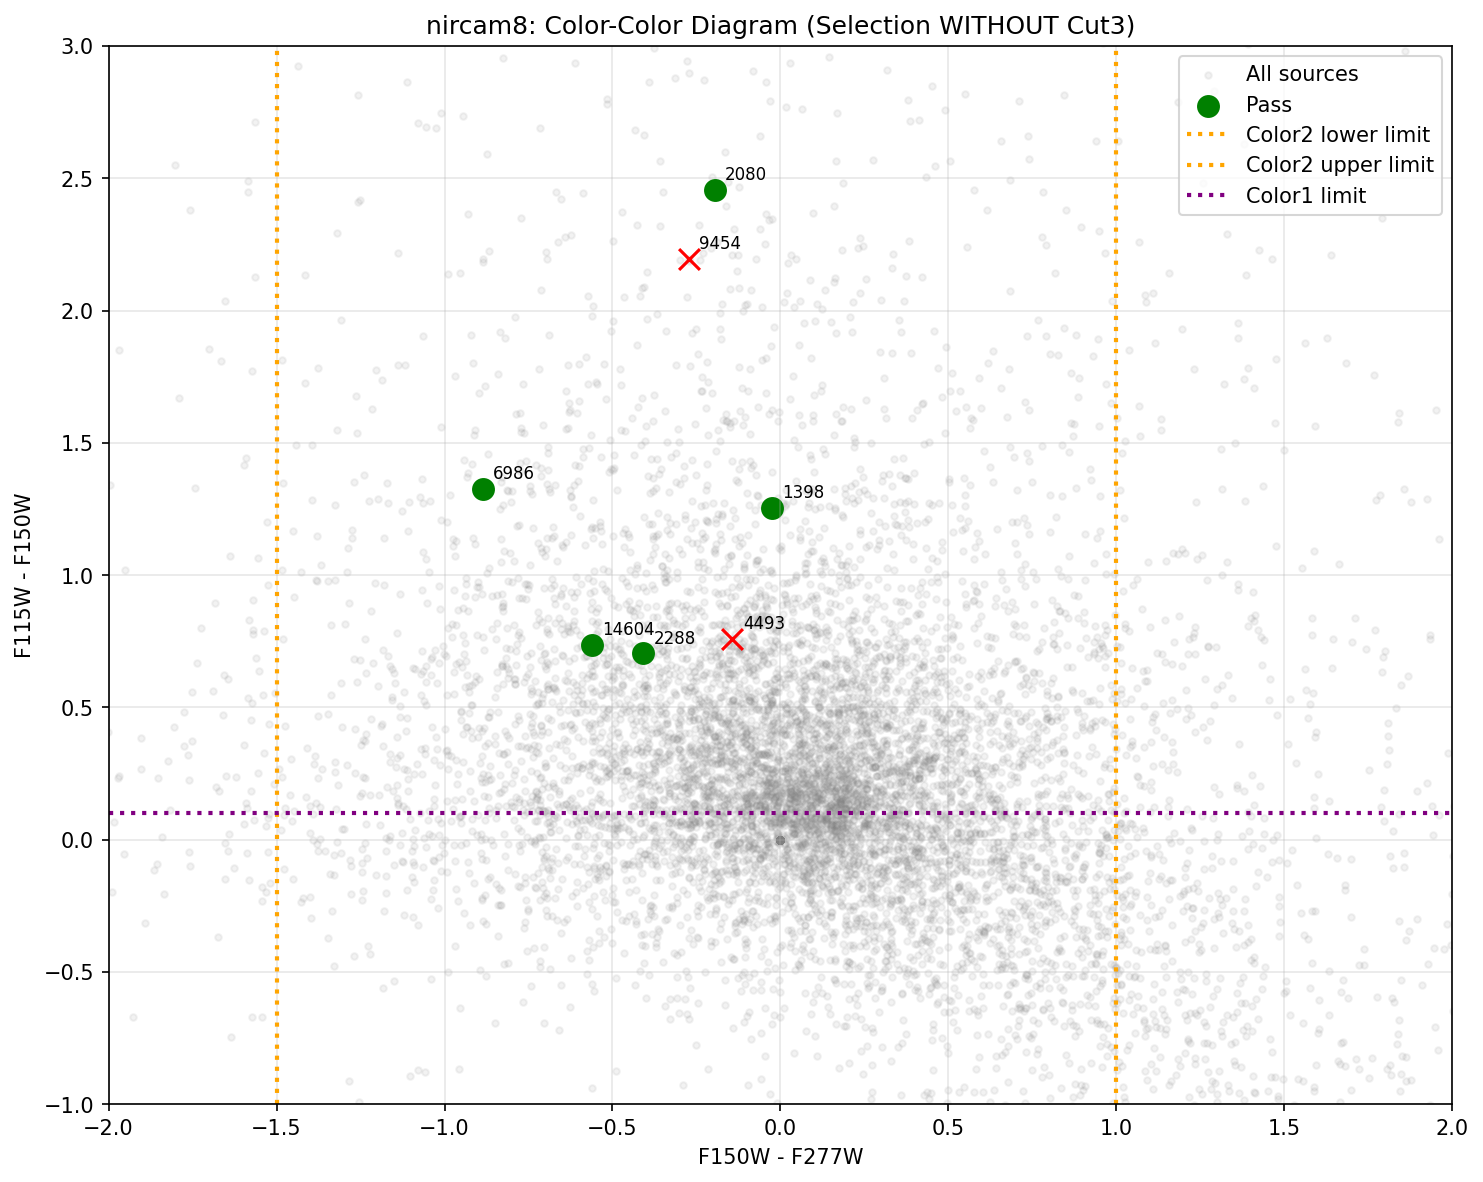 nircam8: Color-Color Diagram (Selection WITHOUT Cut3)
All sources
Pass
Color2 lower limit
Color2 upper limit
Color1 limit
2080
9454
6986
1398
14604
2288
4493
3.0
2.5
2.0
1.5
1.0
0.5
0.0
−0.5
−1.0
F115W - F150W
−2.0 −1.5 −1.0 −0.5 0.0 0.5 1.0 1.5 2.0
F150W - F277W